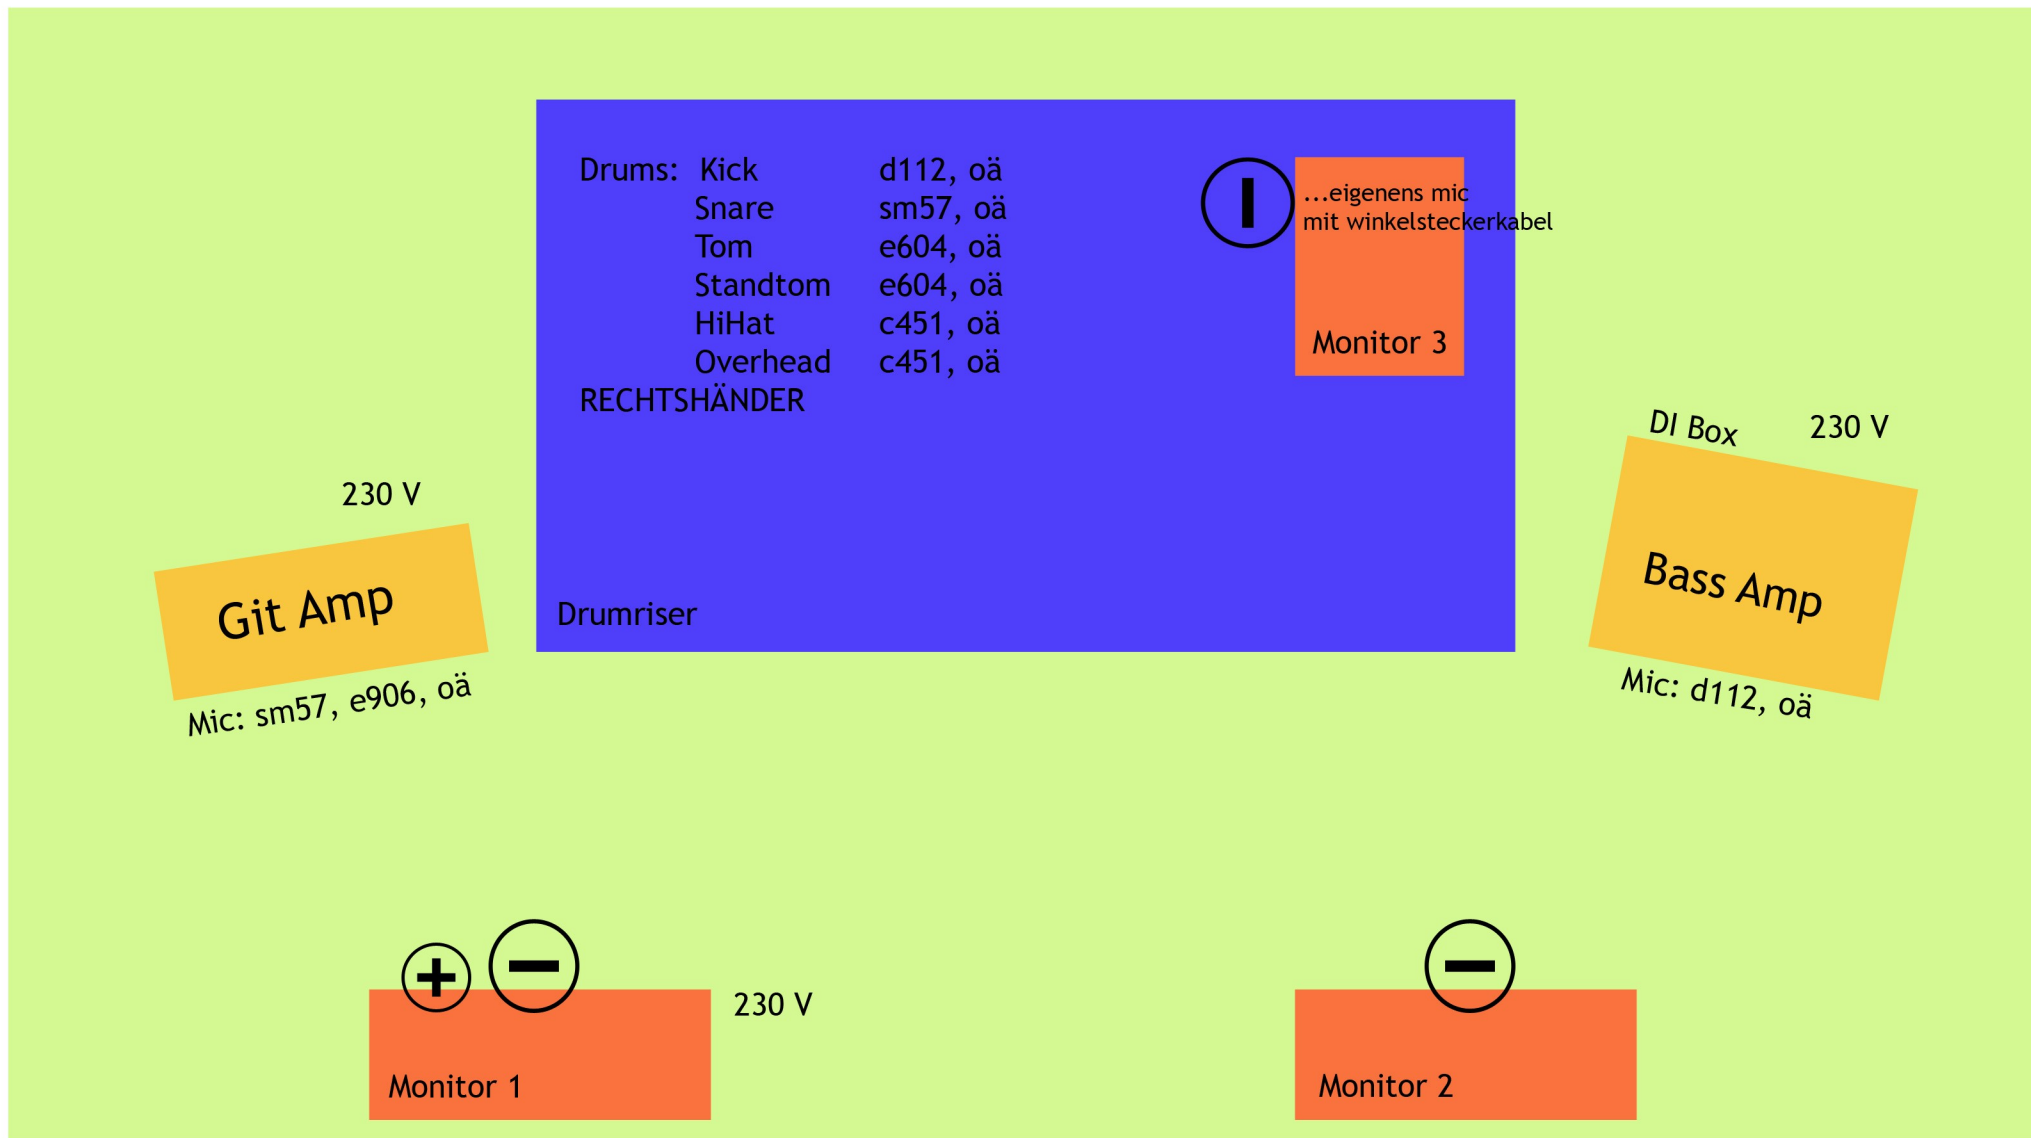 Drums: Kick d112, oä
Snare sm57, oä
Tom e604, oä
Standtom e604, oä
HiHat c451, oä
Overhead c451, oä
RECHTSHÄNDER
...eigenens mic
mit winkelsteckerkabel
Monitor 3
Drumriser
230 V
Git Amp
Mic: sm57, e906, oä
DI Box
230 V
Bass Amp
Mic: d112, oä
230 V
Monitor 1
Monitor 2